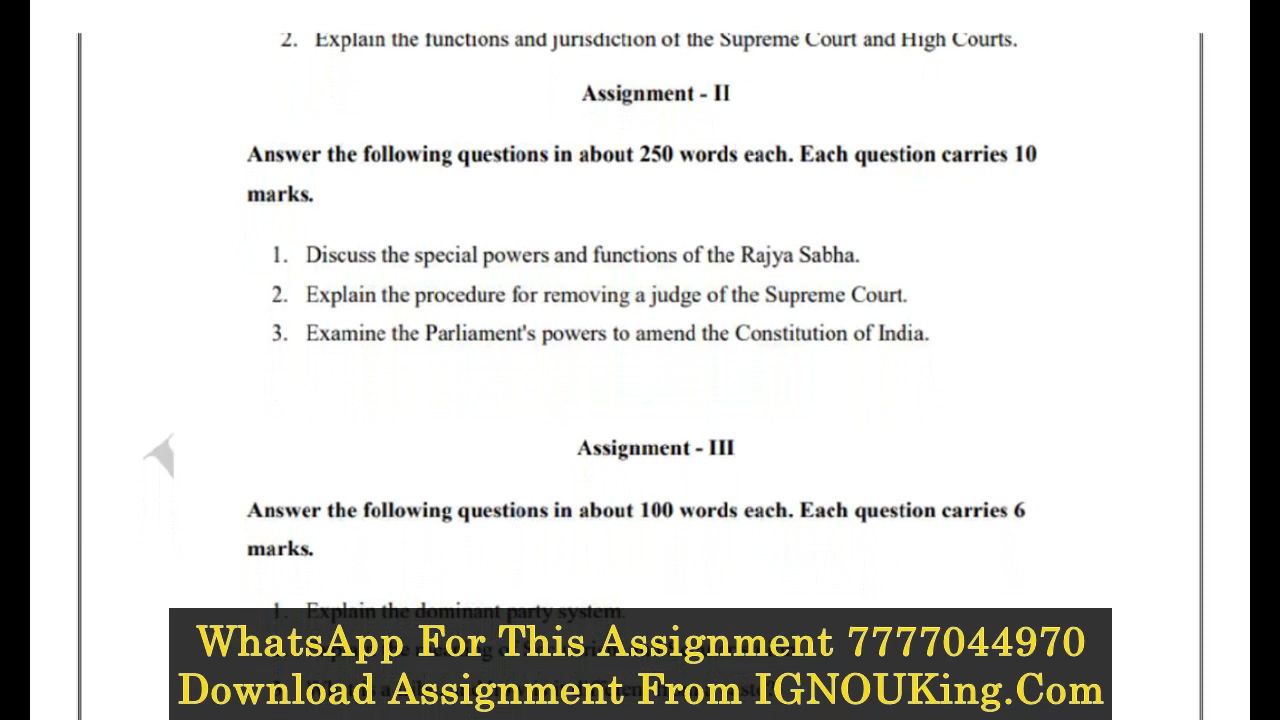 2. Explain the functions and jurisdiction of the Supreme Court and High Courts.
Assignment - II
Answer the following questions in about 250 words each. Each question carries 10
marks.
1. Discuss the special powers and functions of the Rajya Sabha.
2. Explain the procedure for removing a judge of the Supreme Court.
3. Examine the Parliament's powers to amend the Constitution of India.
Assignment - III
Answer the following questions in about 100 words each. Each question carries 6
marks.
1. Explain the dominant party system.
WhatsApp For This Assignment 7777044970
Download Assignment From IGNOUKing.Com